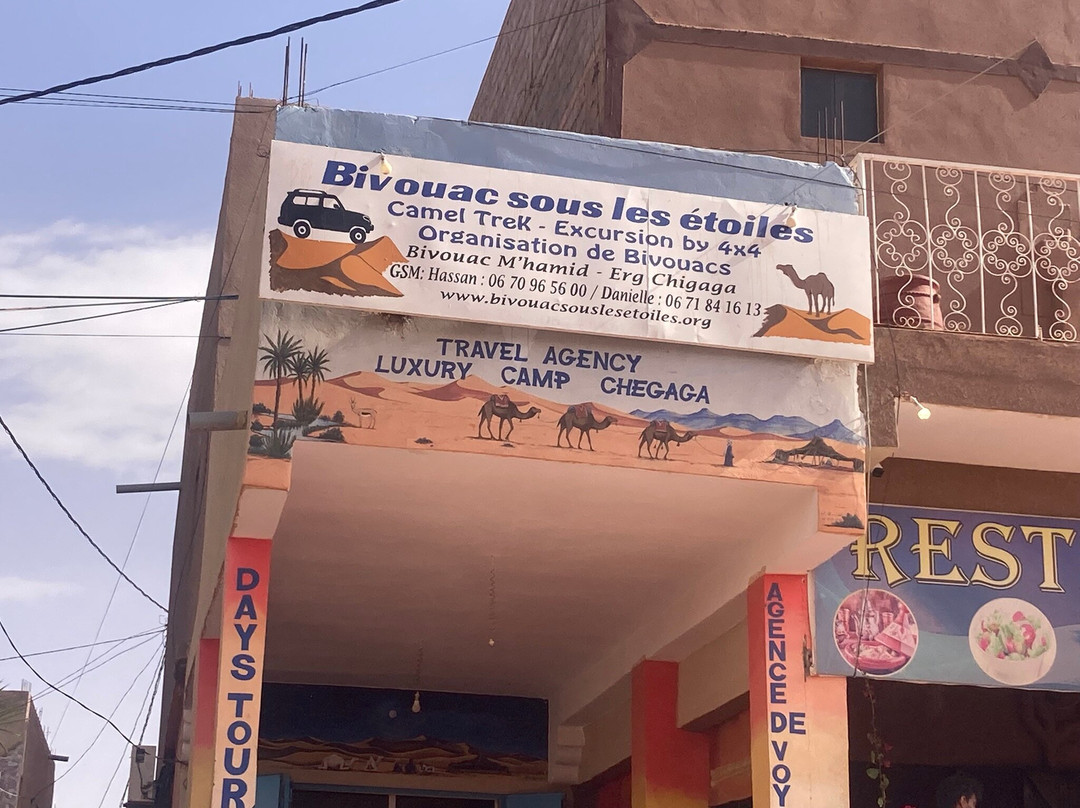 Bivouac sous les étoiles
Camel TreK - Excursion by 4x4
Organisation de Bivouacs
Bivouac M'hamid - Erg Chigaga
GSM: Hassan : 06 70 96 56 00 / Danielle : 06 71 84 16 13
www.bivouacsouslesetoiles.org
TRAVEL AGENCY
LUXURY CAMP CHEGAGA
DAYS TOUR
AGENCE DE VOY
REST